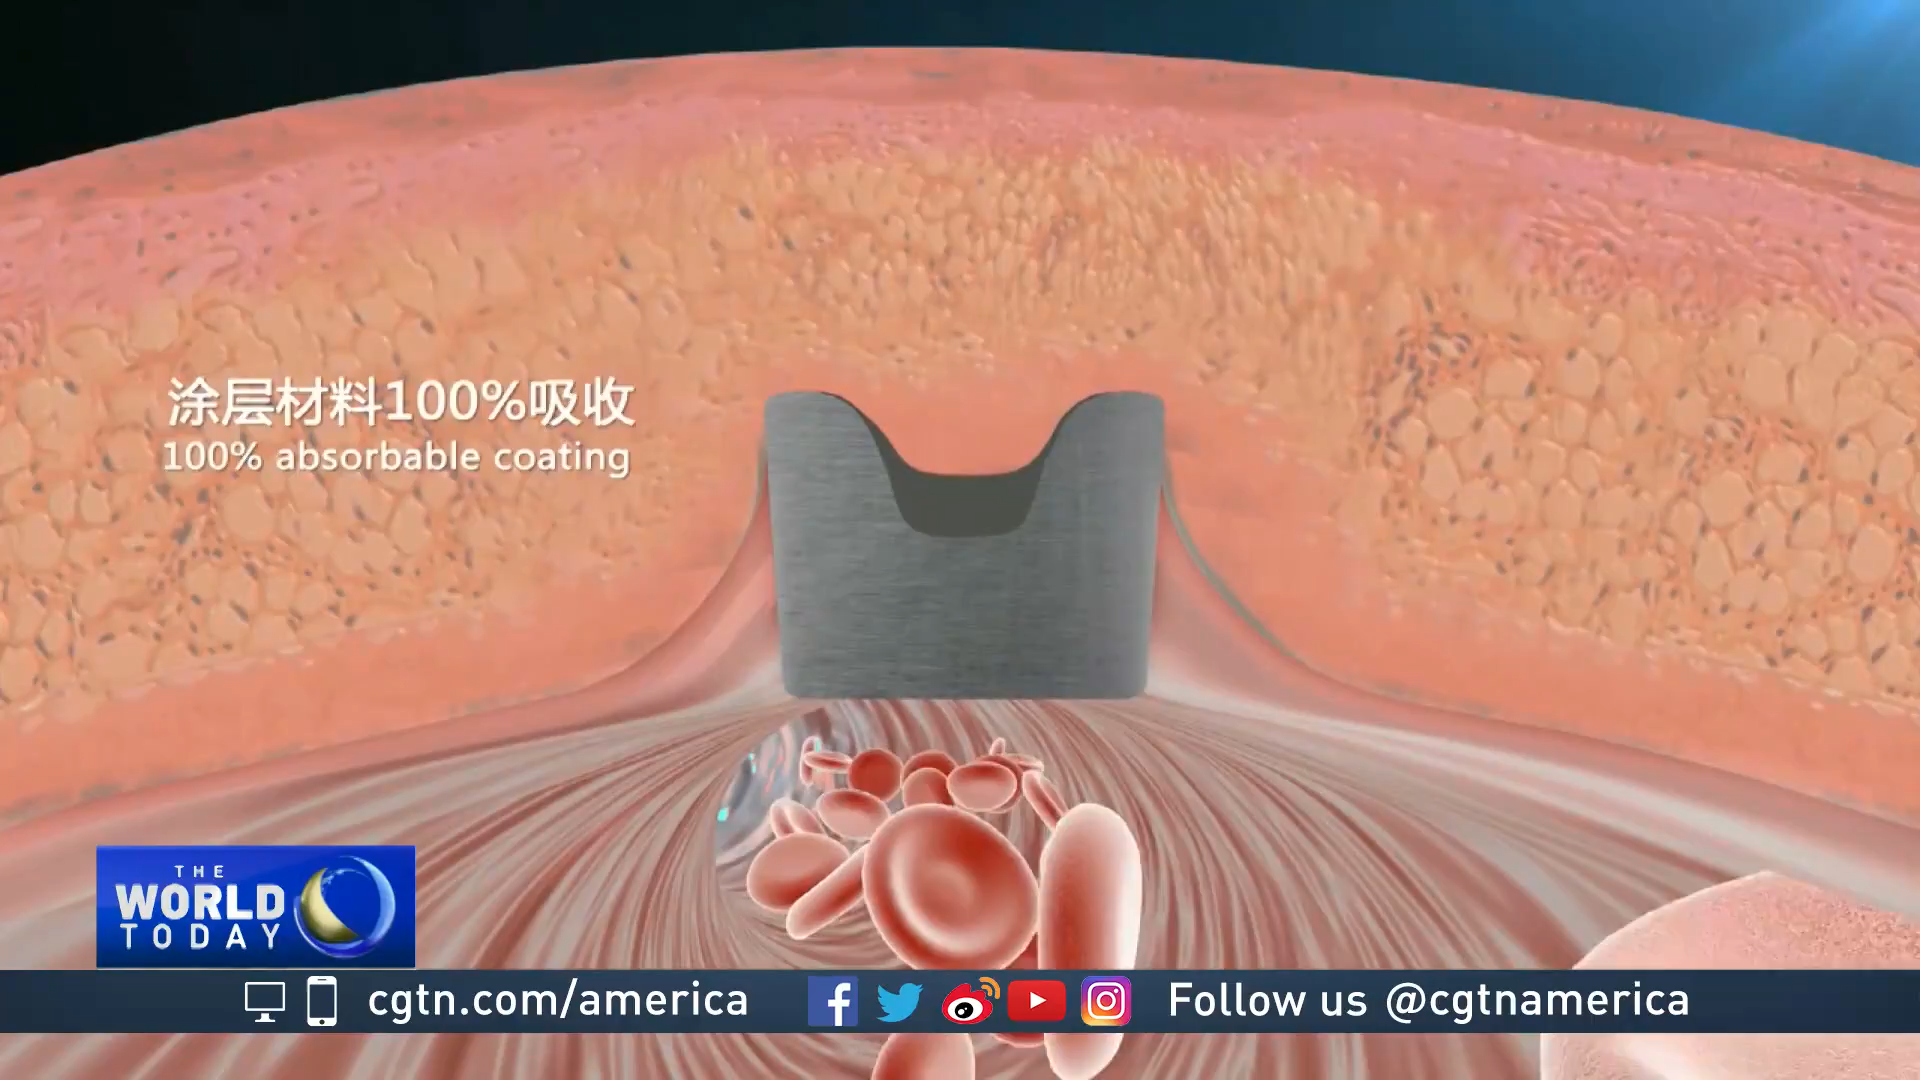 涂层材料100%吸收
100% absorbable coating
THE
WORLD
TODAY
cgtn.com/america
Follow us @cgtnamerica